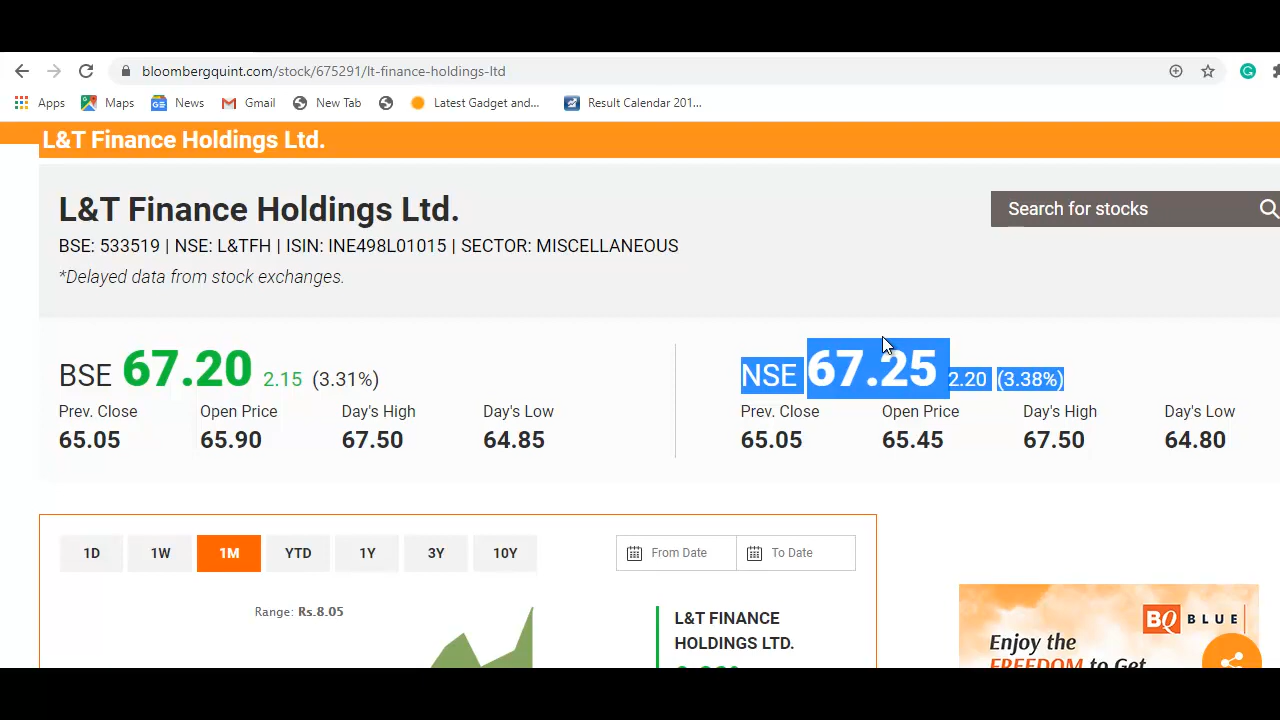 bloombergquint.com/stock/675291/lt-finance-holdings-ltd
Apps Maps News Gmail New Tab Latest Gadget and... Result Calendar 201...
L&T Finance Holdings Ltd.
L&T Finance Holdings Ltd.
Search for stocks
BSE: 533519 | NSE: L&TFH | ISIN: INE498L01015 | SECTOR: MISCELLANEOUS
*Delayed data from stock exchanges.
BSE 67.20 2.15 (3.31%)
Prev. Close Open Price Day's High Day's Low
65.05 65.90 67.50 64.85
NSE 67.25 2.20 (3.38%)
Prev. Close Open Price Day's High Day's Low
65.05 65.45 67.50 64.80
1D 1W 1M YTD 1Y 3Y 10Y
From Date To Date
Range: Rs.8.05
L&T FINANCE
HOLDINGS LTD.
BQ BLUE
Enjoy the
FREEDOM to Get